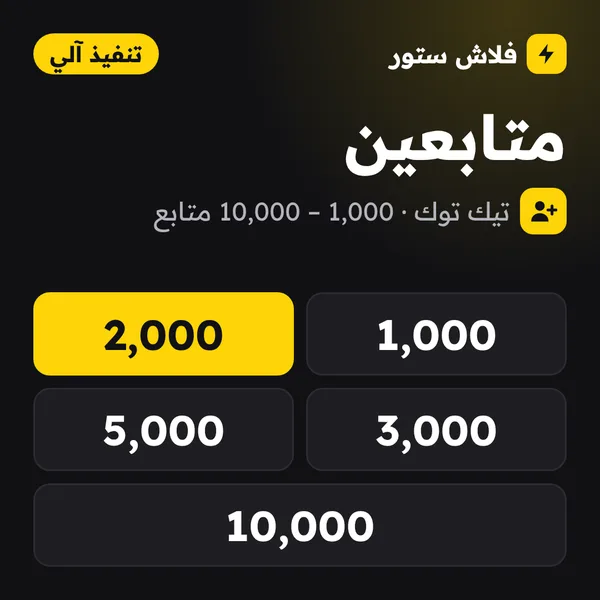 فلاش ستور
تنفيذ آلي
متابعين
تيك توك · 1,000 – 10,000 متابع
1,000
2,000
3,000
5,000
10,000